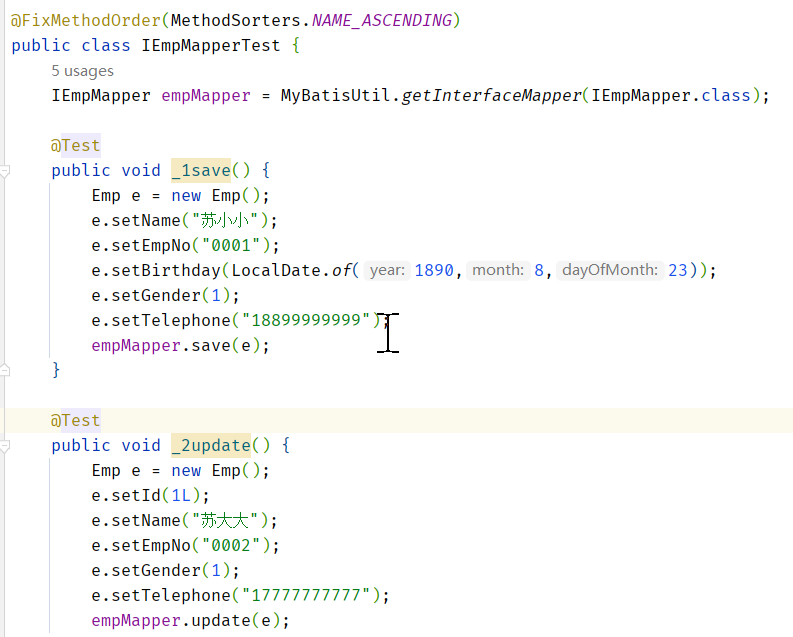 @FixMethodOrder(MethodSorters.NAME_ASCENDING)
public class IEmpMapperTest {
5 usages
IEmpMapper empMapper = MyBatisUtil.getInterfaceMapper(IEmpMapper.class);
@Test
public void _1save() {
Emp e = new Emp();
e.setName("苏小小");
e.setEmpNo("0001");
e.setBirthday(LocalDate.of( year: 1890, month: 8, dayOfMonth: 23));
e.setGender(1);
e.setTelephone("18899999999");
empMapper.save(e);
}
@Test
public void _2update() {
Emp e = new Emp();
e.setId(1L);
e.setName("苏大大");
e.setEmpNo("0002");
e.setGender(1);
e.setTelephone("17777777777");
empMapper.update(e);